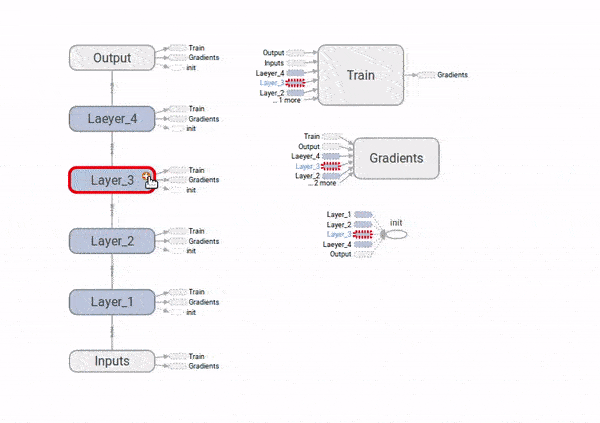 Output
Train
Gradients
init
Laeyer_4
Train
Gradients
init
Layer_3
Train
Gradients
init
Layer_2
Train
Gradients
init
Layer_1
Train
Gradients
init
Inputs
Train
Gradients
Output
Inputs
Laeyer_4
Layer_3
Layer_2
... 1 more
Train
Gradients
Train
Output
Laeyer_4
Layer_3
Layer_2
... 2 more
Gradients
Layer_1
Layer_2
Layer_3
Laeyer_4
Output
init